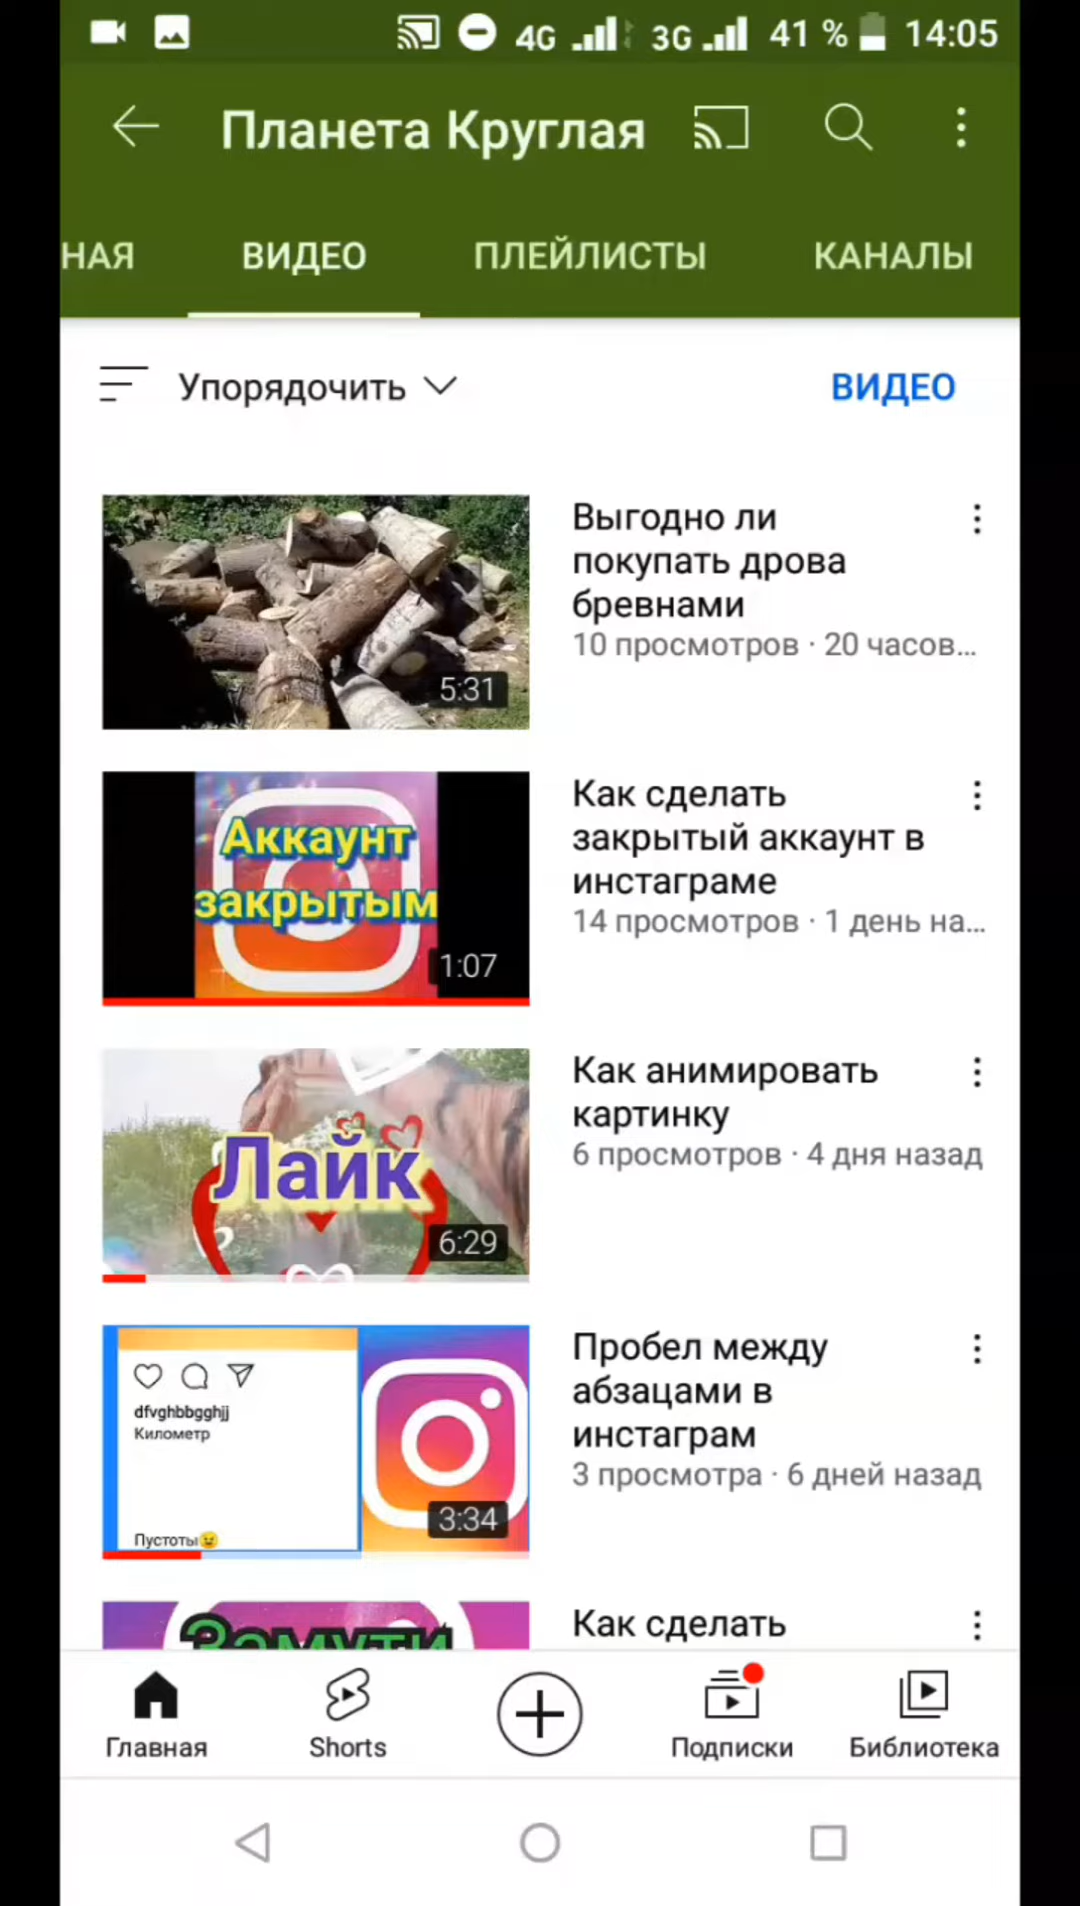 4G 3G 41 % 14:05
Планета Круглая
НАЯ ВИДЕО ПЛЕЙЛИСТЫ КАНАЛЫ
Упорядочить ВИДЕО
Выгодно ли
покупать дрова
бревнами
10 просмотров · 20 часов...
5:31
Как сделать
закрытый аккаунт в
инстаграме
14 просмотров · 1 день на...
Аккаунт
закрытым
1:07
Как анимировать
картинку
6 просмотров · 4 дня назад
Лайк
6:29
Пробел между
абзацами в
инстаграм
3 просмотра · 6 дней назад
dfvghbbgghjj
Километр
Пустоты😉
3:34
Как сделать
Замути
Главная Shorts Подписки Библиотека